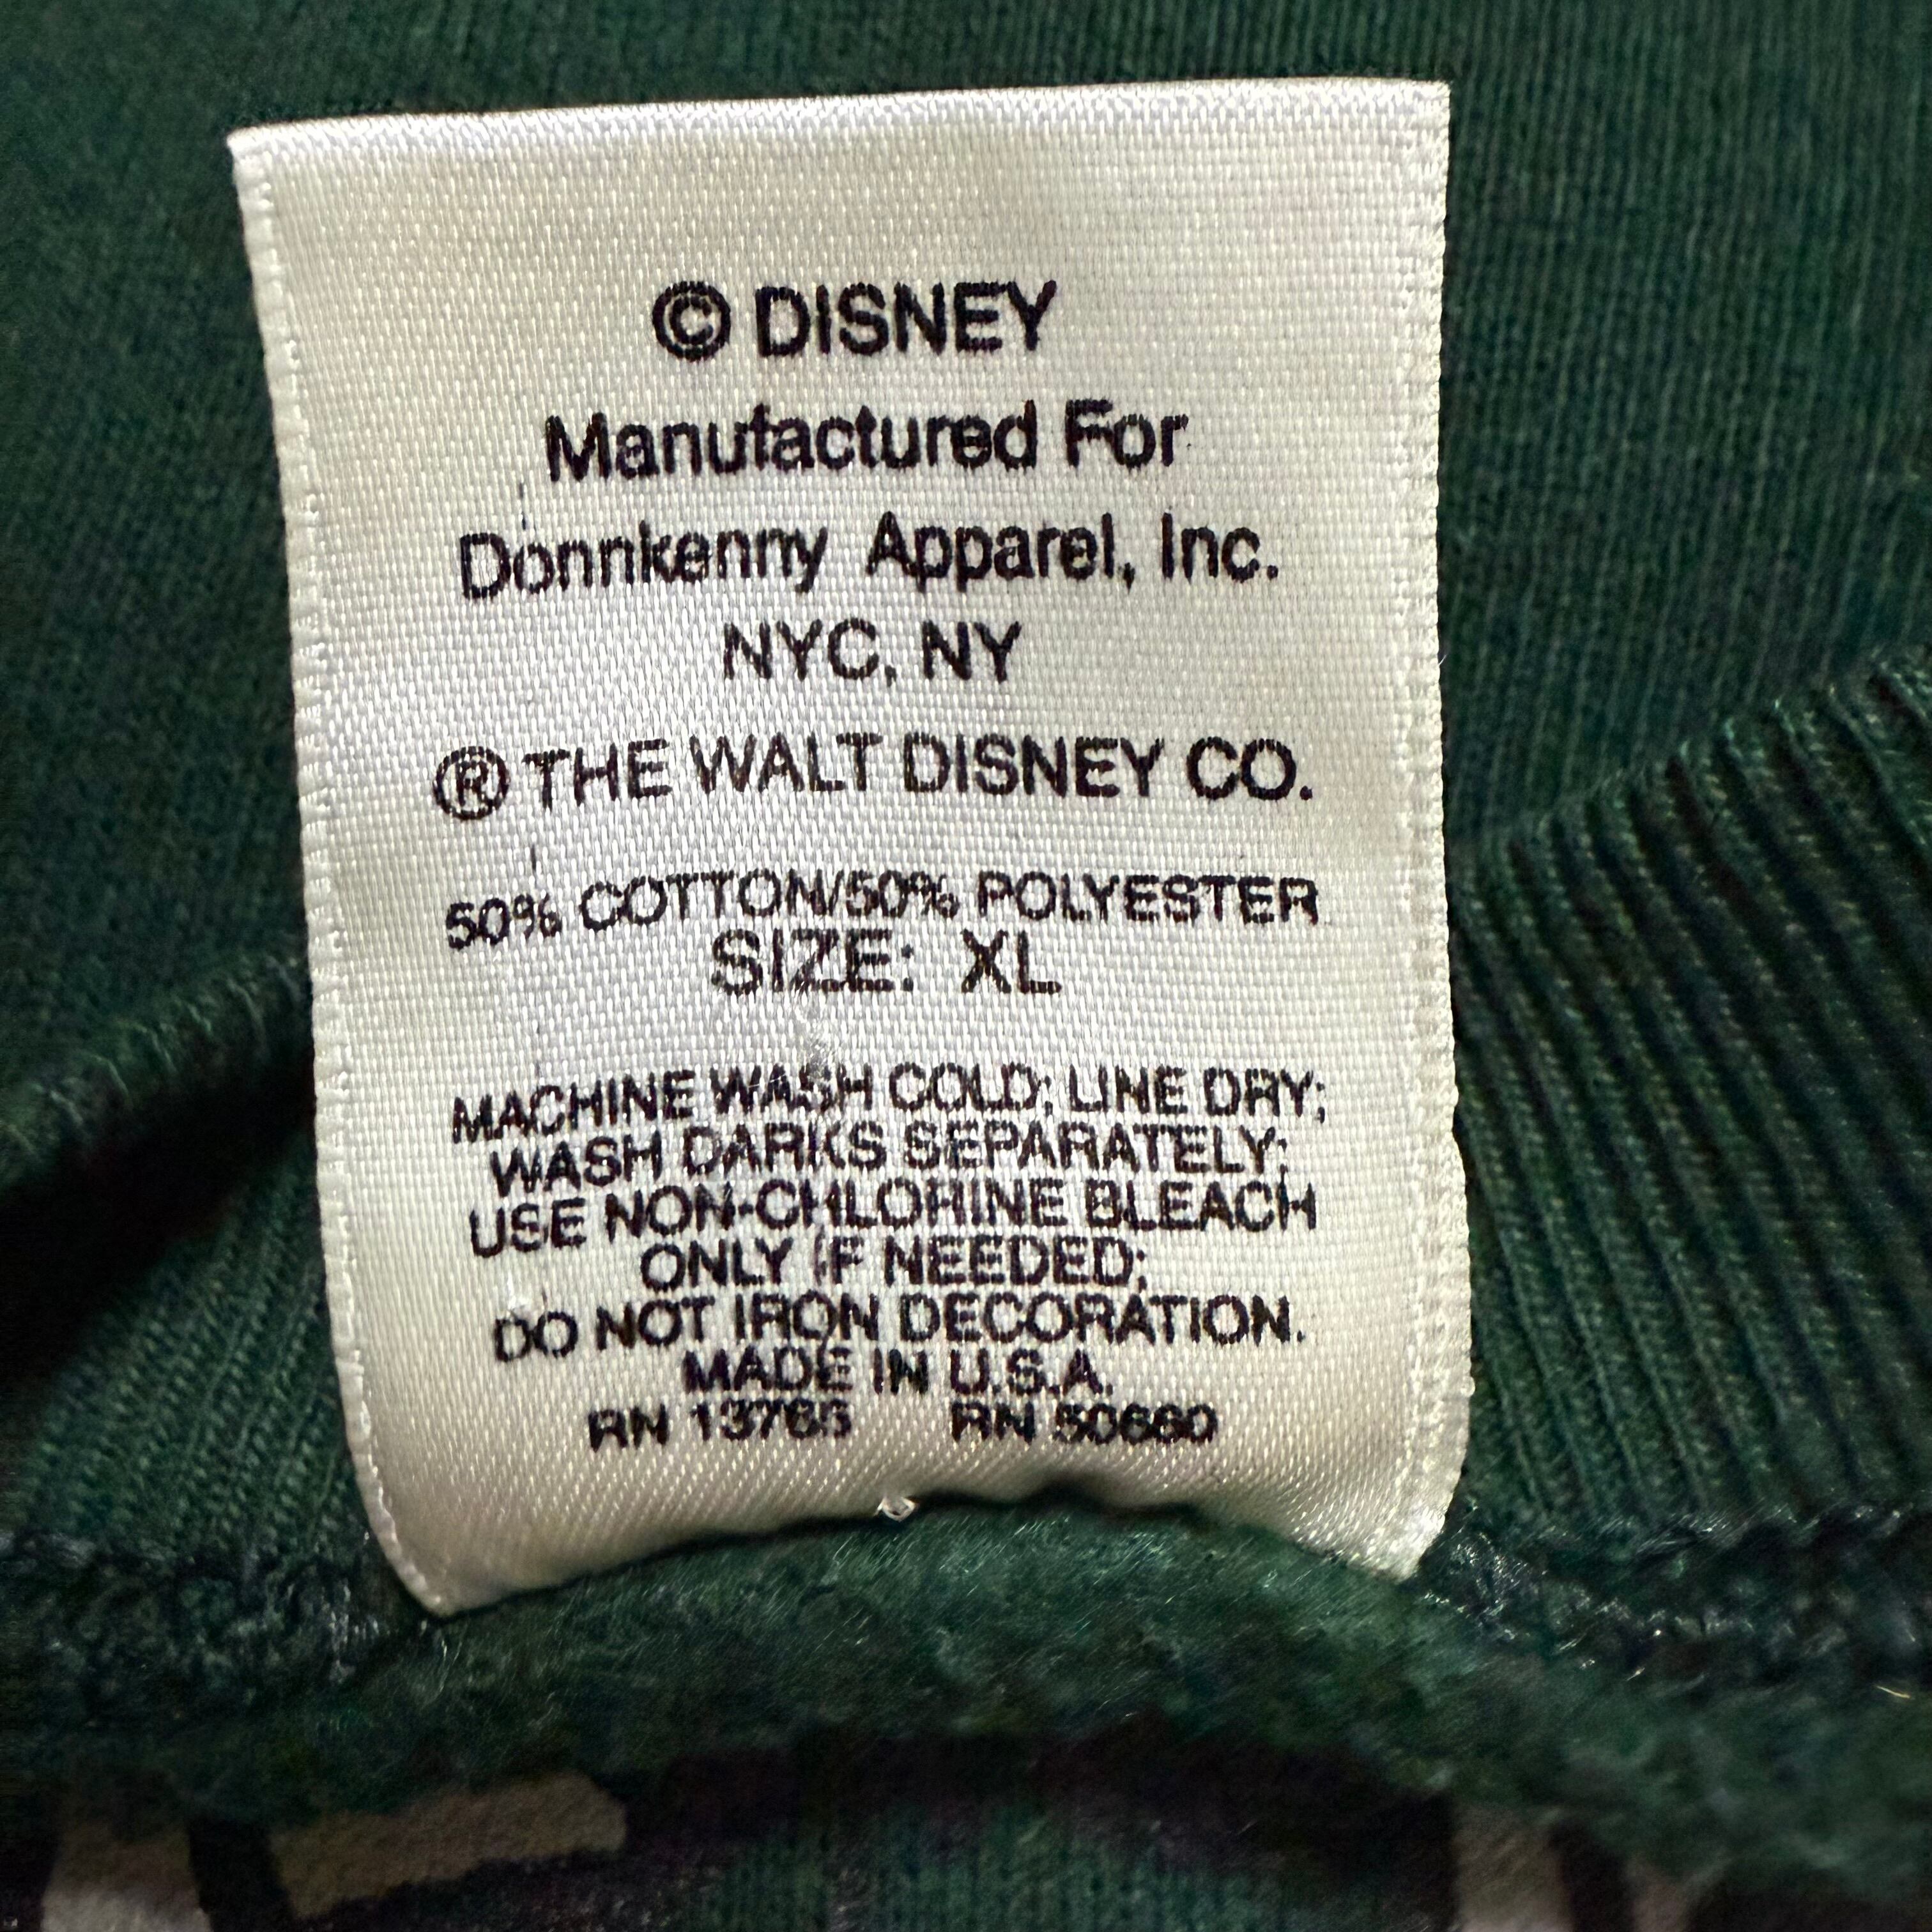 © DISNEY
Manufactured For
Donnkenny Apparel, Inc.
NYC, NY
® THE WALT DISNEY CO.
50% COTTON/50% POLYESTER
SIZE: XL
MACHINE WASH COLD; LINE DRY;
WASH DARKS SEPARATELY;
USE NON-CHLORINE BLEACH
ONLY IF NEEDED;
DO NOT IRON DECORATION.
MADE IN U.S.A.
RN 13765 RN 50660